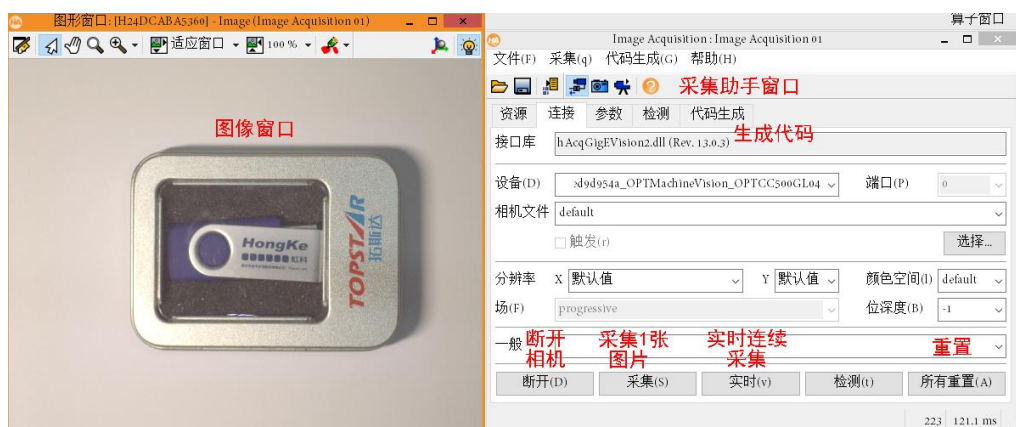 图形窗口: [H24DCABA5360] - Image (Image Acquisition 01)
适应窗口
100 %
图像窗口
HongKe
虹科
TOPSTAR
拓斯达
算子窗口
Image Acquisition : Image Acquisition 01
文件(F) 采集(q) 代码生成(G) 帮助(H)
采集助手窗口
资源 连接 参数 检测 代码生成
生成代码
接口库 hAcqGigEVision2.dll (Rev. 13.0.3)
设备(D) xd9d954a_OPTMachineVision_OPTCC500GL04 端口(P) 0
相机文件 default
触发(r) 选择...
分辨率 X 默认值 Y 默认值 颜色空间(l) default
场(F) progressive 位深度(B) -1
一般
断开 采集1张 实时连续 重置
相机 图片 采集
断开(D) 采集(S) 实时(v) 检测(t) 所有重置(A)
223 121.1 ms